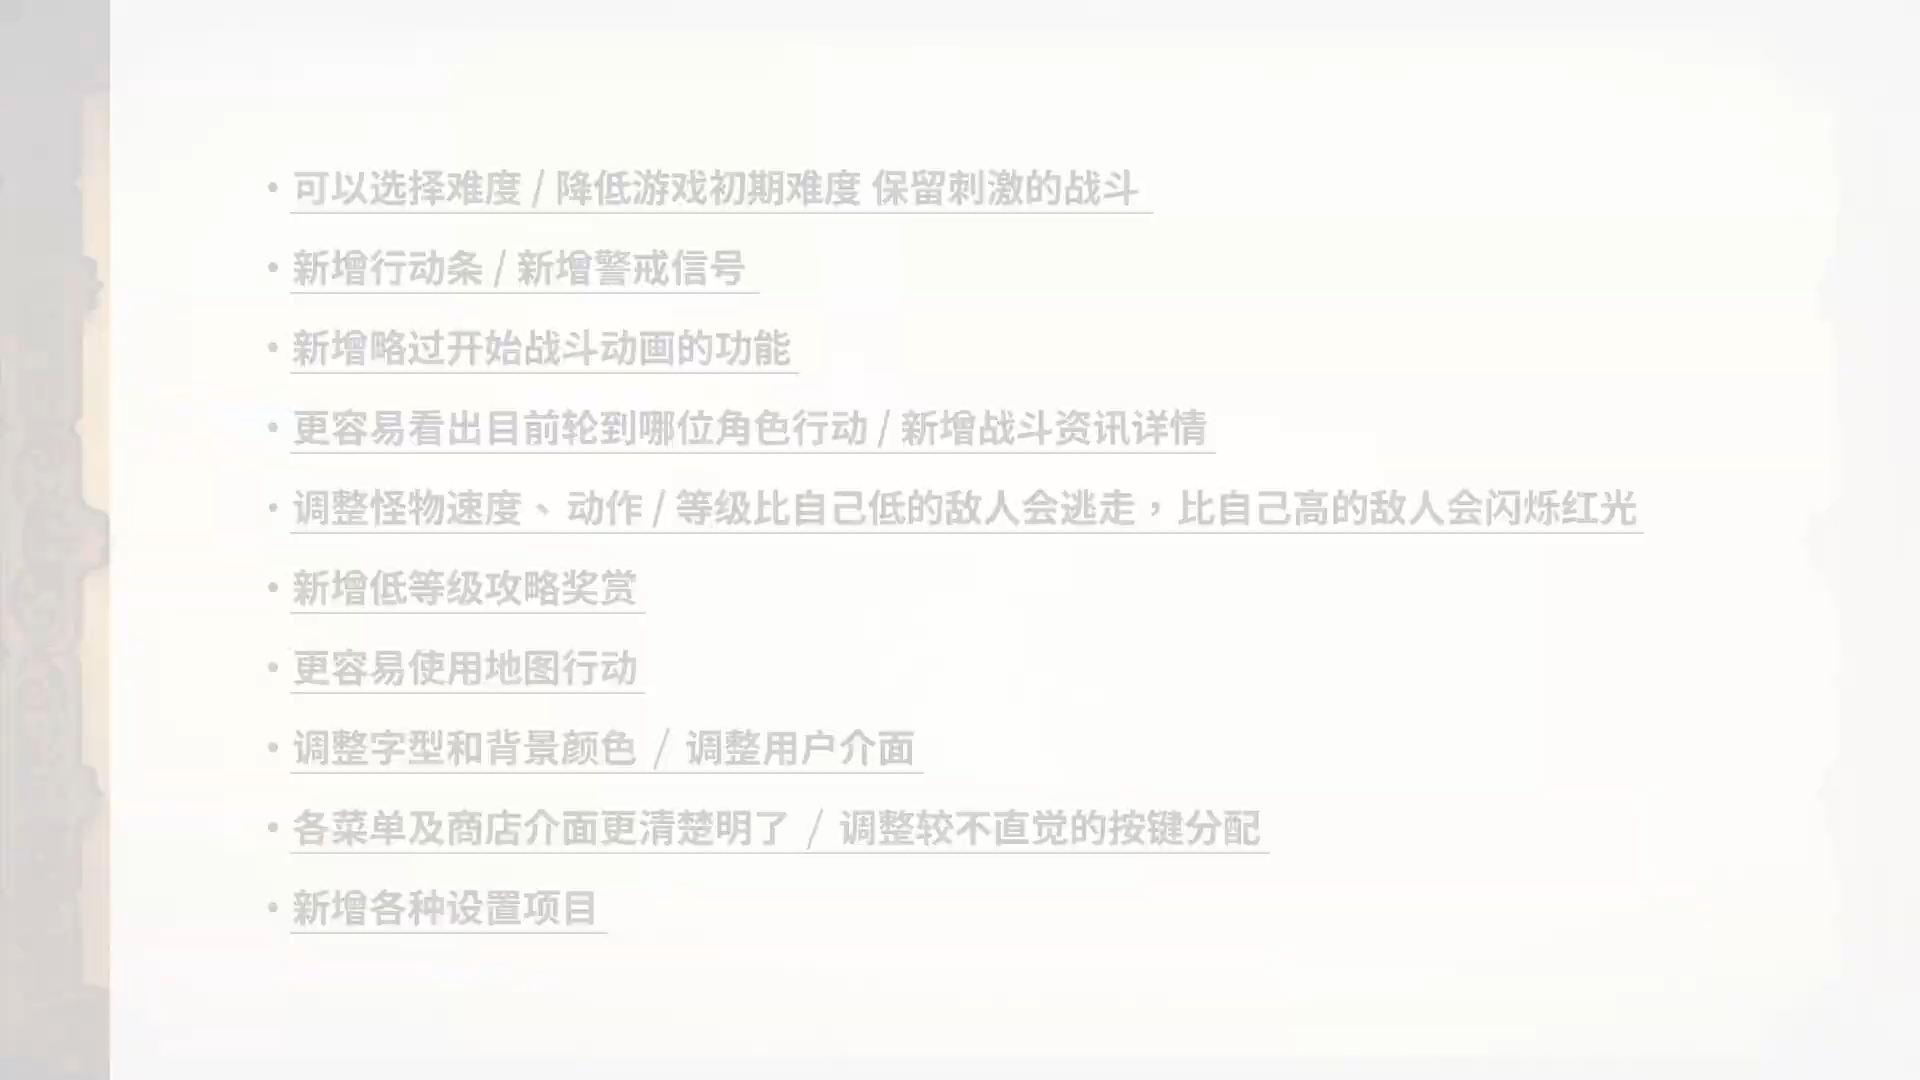 • 可以选择难度 / 降低游戏初期难度 保留刺激的战斗
• 新增行动条 / 新增警戒信号
• 新增略过开始战斗动画的功能
• 更容易看出目前轮到哪位角色行动 / 新增战斗资讯详情
• 调整怪物速度、动作 / 等级比自己低的敌人会逃走，比自己高的敌人会闪烁红光
• 新增低等级攻略奖赏
• 更容易使用地图行动
• 调整字型和背景颜色 / 调整用户介面
• 各菜单及商店介面更清楚明了 / 调整较不直觉的按键分配
• 新增各种设置项目